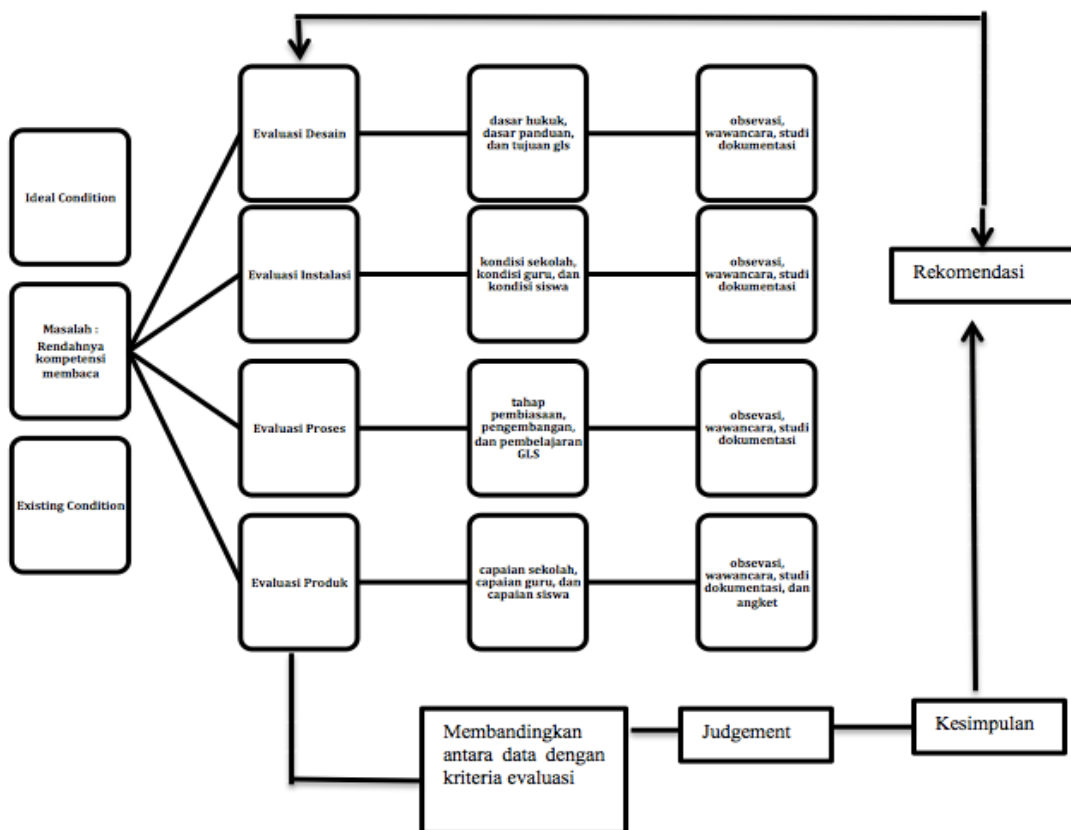 Ideal Condition
Masalah :
Rendahnya
kompetensi
membaca
Existing Condition
Evaluasi Desain
dasar hukuk,
dasar panduan,
dan tujuan gls
obsevasi,
wawancara, studi
dokumentasi
Evaluasi Instalasi
kondisi sekolah,
kondisi guru, dan
kondisi siswa
obsevasi,
wawancara, studi
dokumentasi
Evaluasi Proses
tahap
pembiasaan,
pengembangan,
dan pembelajaran
GLS
obsevasi,
wawancara, studi
dokumentasi
Evaluasi Produk
capaian sekolah,
capaian guru, dan
capaian siswa
obsevasi,
wawancara, studi
dokumentasi, dan
angket
Membandingkan
antara data dengan
kriteria evaluasi
Judgement
Kesimpulan
Rekomendasi